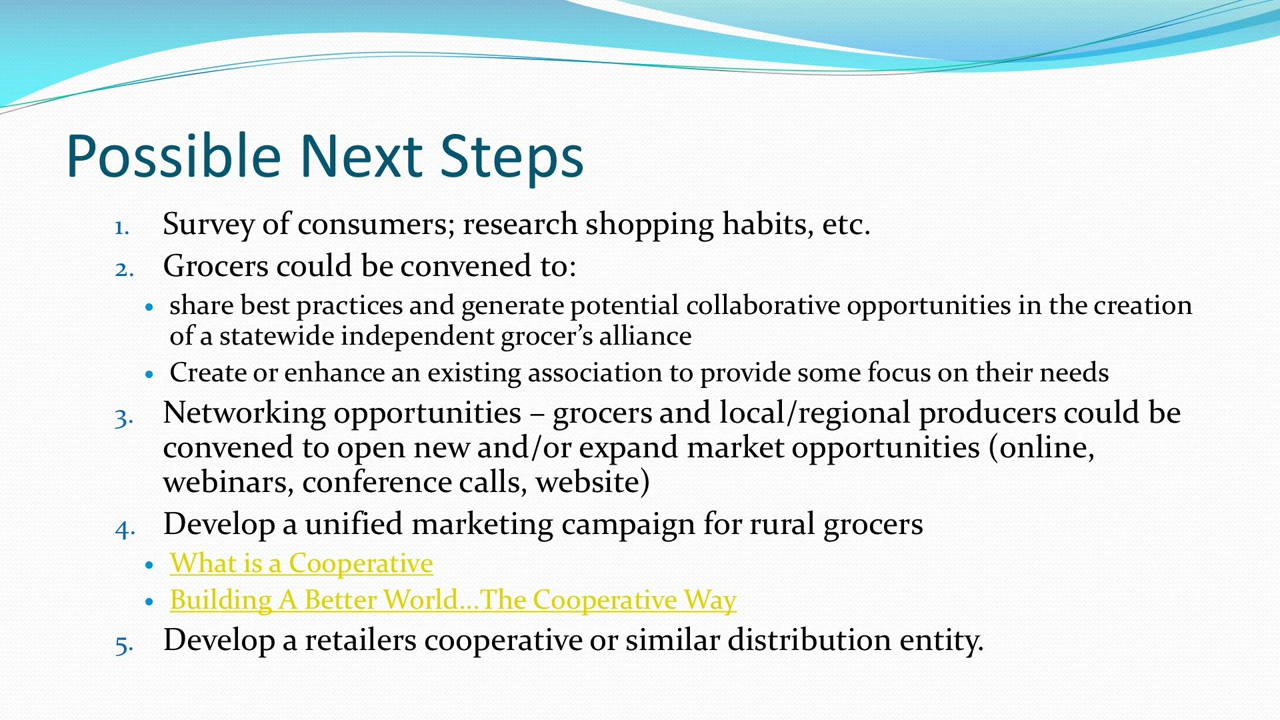 Possible Next Steps
1. Survey of consumers; research shopping habits, etc.
2. Grocers could be convened to:
• share best practices and generate potential collaborative opportunities in the creation
of a statewide independent grocer’s alliance
• Create or enhance an existing association to provide some focus on their needs
3. Networking opportunities – grocers and local/regional producers could be
convened to open new and/or expand market opportunities (online,
webinars, conference calls, website)
4. Develop a unified marketing campaign for rural grocers
• What is a Cooperative
• Building A Better World...The Cooperative Way
5. Develop a retailers cooperative or similar distribution entity.